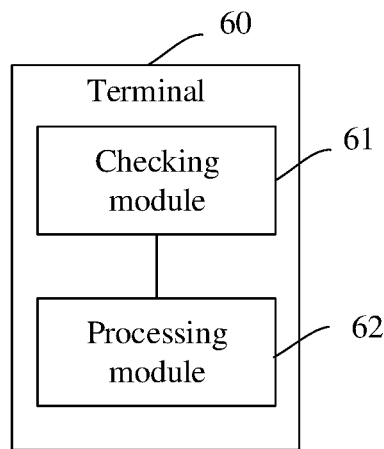 60
Terminal
Checking
module
61
Processing
module
62